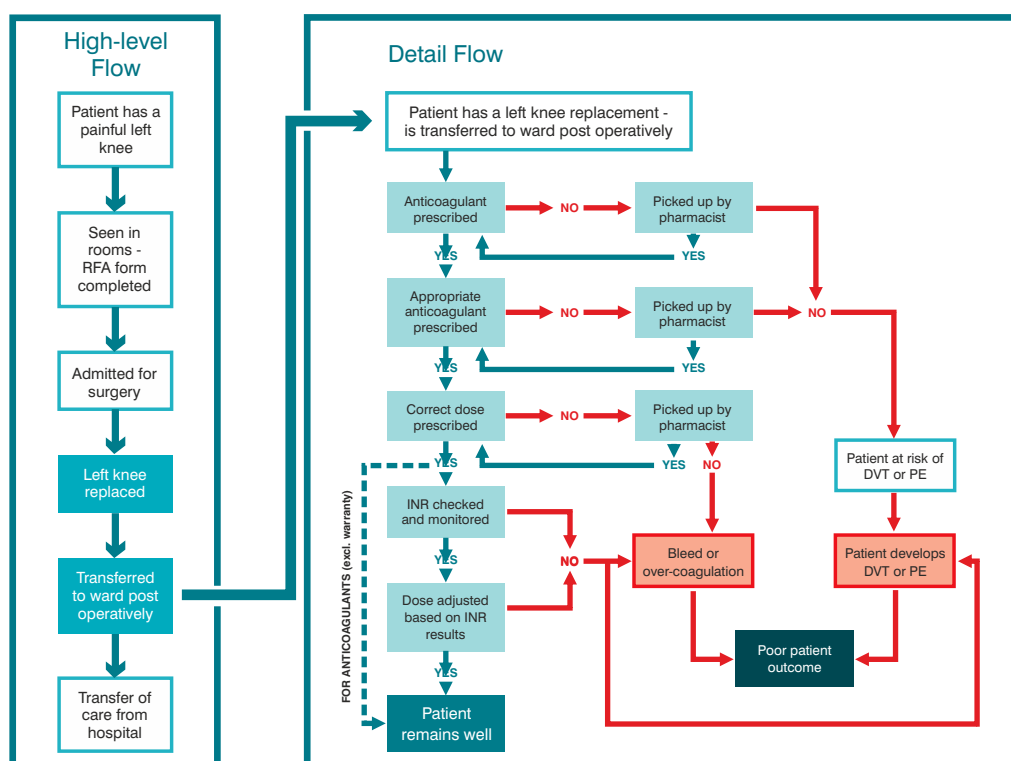 High-level
Flow
Patient has a
painful left
knee
Seen in
rooms -
RFA form
completed
Admitted for
surgery
Left knee
replaced
Transferred
to ward post
operatively
Transfer of
care from
hospital
Detail Flow
Patient has a left knee replacement -
is transferred to ward post operatively
Anticoagulant
prescribed
NO
Picked up by
pharmacist
YES
YES
Appropriate
anticoagulant
prescribed
NO
Picked up by
pharmacist
NO
YES
YES
Correct dose
prescribed
NO
Picked up by
pharmacist
YES
YES
NO
Patient at risk of
DVT or PE
FOR ANTICOAGULANTS (excl. warranty)
INR checked
and monitored
YES
NO
Bleed or
over-coagulation
Patient develops
DVT or PE
Dose adjusted
based on INR
results
YES
Poor patient
outcome
Patient
remains well